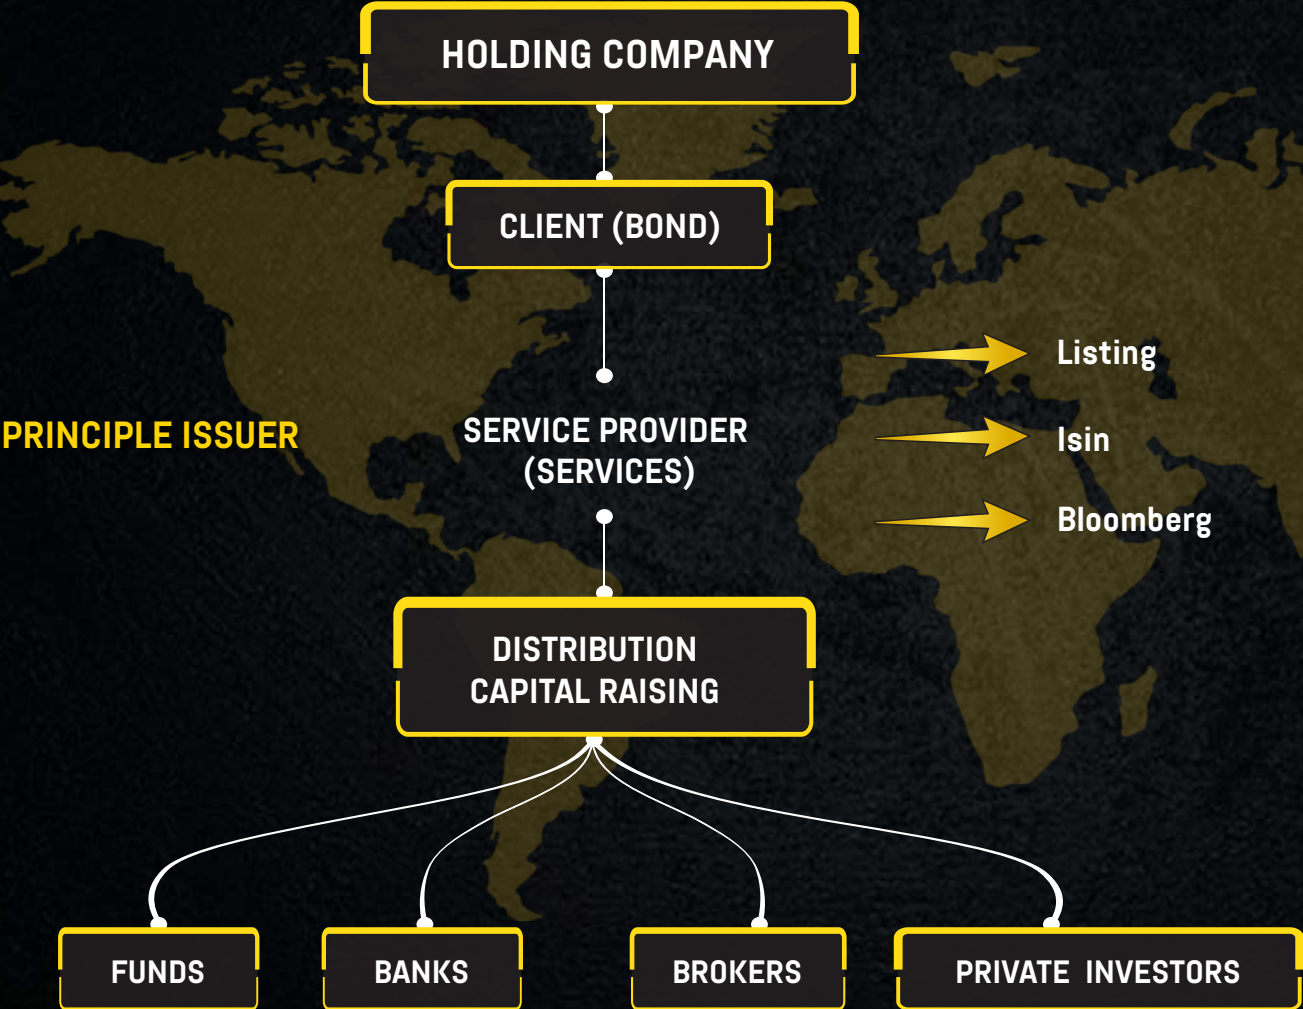 HOLDING COMPANY
CLIENT (BOND)
Listing
PRINCIPLE ISSUER
SERVICE PROVIDER
(SERVICES)
Isin
Bloomberg
DISTRIBUTION
CAPITAL RAISING
FUNDS
BANKS
BROKERS
PRIVATE INVESTORS